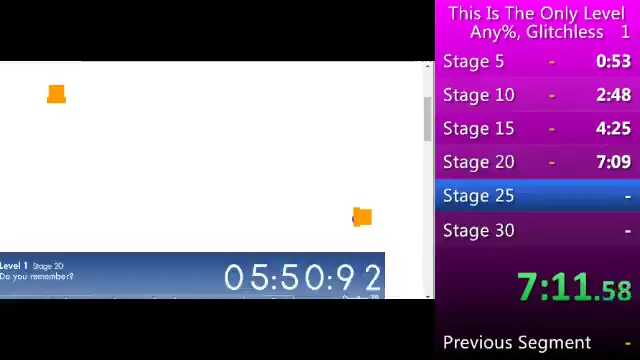 This Is The Only Level
Any%, Glitchless 1
Stage 5 - 0:53
Stage 10 - 2:48
Stage 15 - 4:25
Stage 20 - 7:09
Stage 25 -
Stage 30 -
Level 1 Stage 20
Do you remember?
05:50:92
7:11.58
Previous Segment -